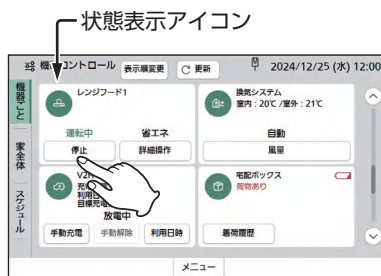 状態表示アイコン
機器コントロール 表示順変更 更新 2024/12/25 (水) 12:00
機器ごと
家全体
スケジュール
レンジフード1
運転中 省エネ
停止 詳細操作
換気システム
室内：20℃ /室外：21℃
自動
風量
V2H
放電中
手動充電 手動解除 利用日時
宅配ボックス
荷物あり
着荷履歴
メニュー